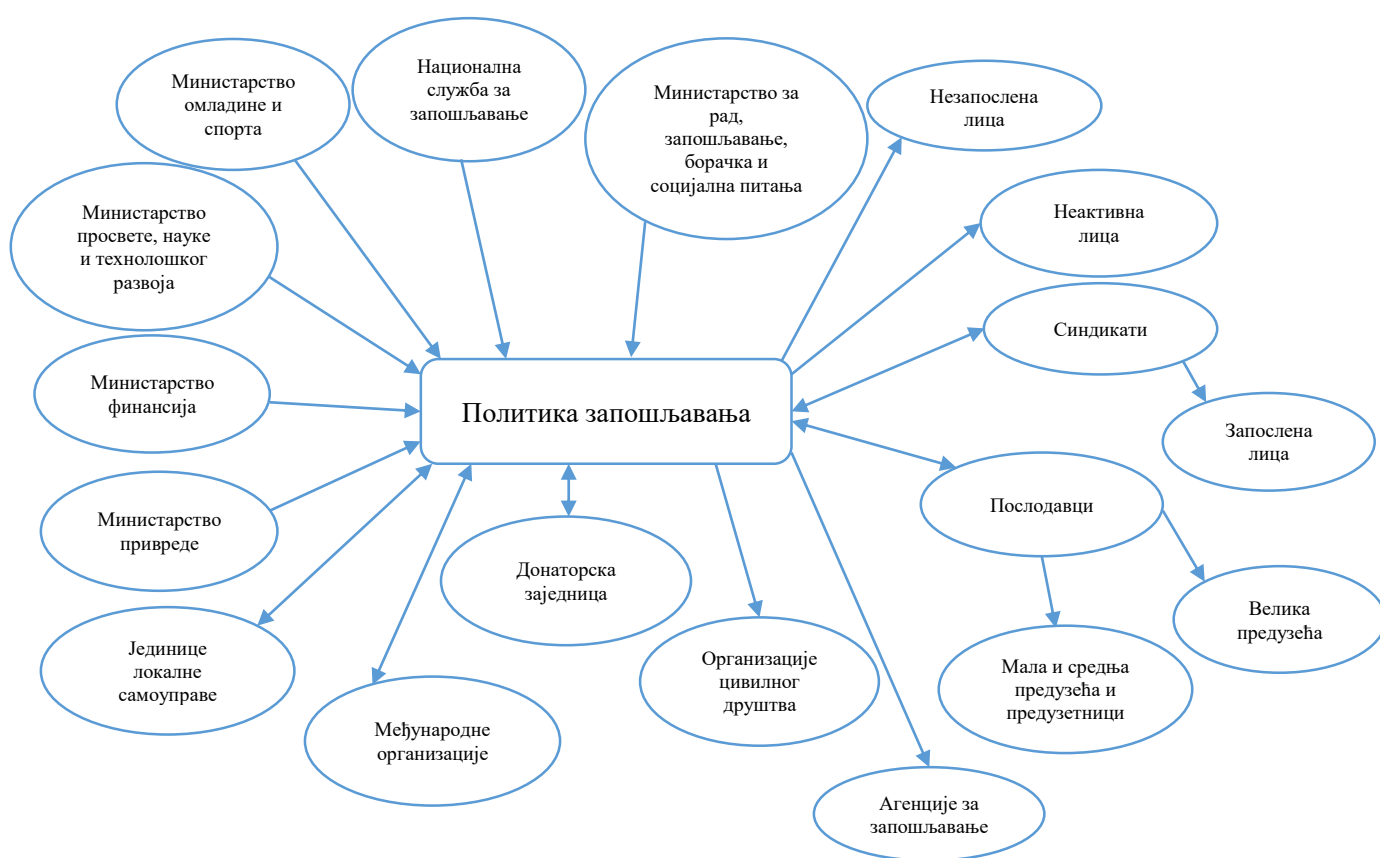 Министарство
омладине и
спорта
Национална
служба за
запошљавање
Министарство за
рад,
запошљавање,
борачка и
социјална питања
Незапослена
лица
Министарство
просвете, науке
и технолошког
развоја
Неактивна
лица
Синдикати
Министарство
финансија
Политика запошљавања
Запослена
лица
Министарство
привреде
Послодавци
Донаторска
заједница
Велика
предузећа
Јединице
локалне
самоуправе
Организације
цивилног
друштва
Мала и средња
предузећа и
предузетници
Међународне
организације
Агенције за
запошљавање